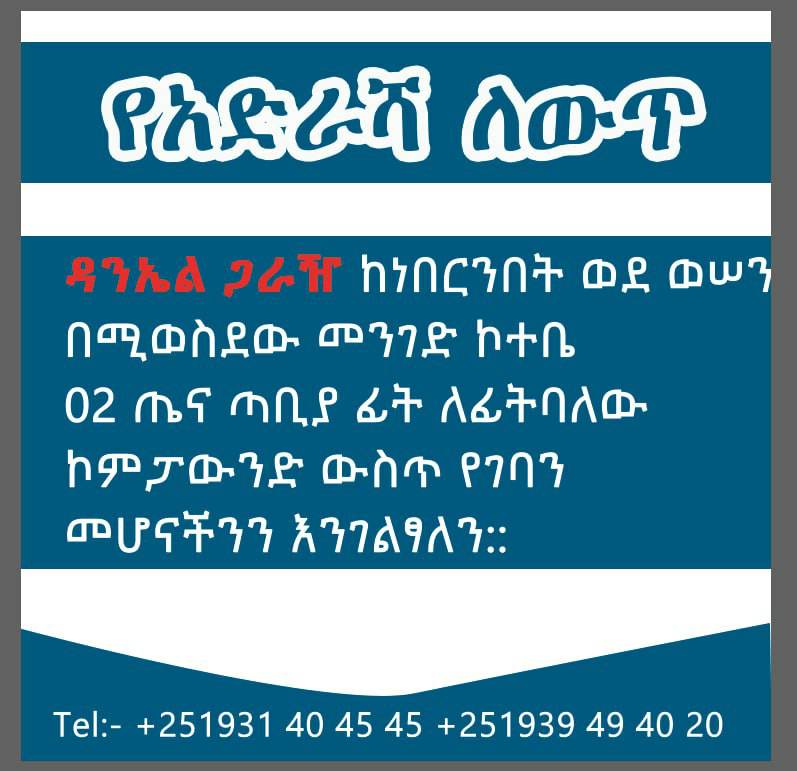 የአድራሻ ለውጥ
ዳንኤል ጋራዥ ከነበርንበት ወደ ወሠን
በሚወስደው መንገድ ኮተቤ
02 ጤና ጣቢያ ፊት ለፊትባለው
ኮምፓውንድ ውስጥ የገባን
መሆናችንን እንገልፃለን::
Tel:- +251931 40 45 45 +251939 49 40 20